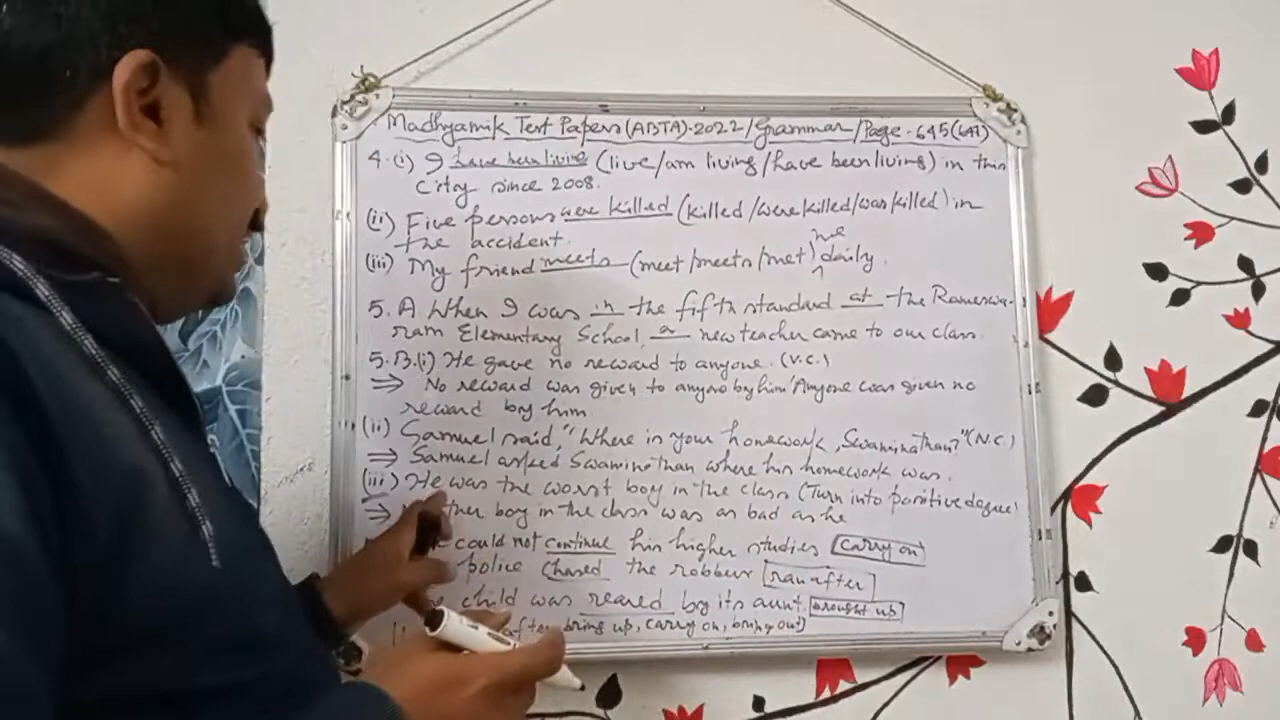 Madhyamik Test Papers (ABTA)-2022/Grammar/Page-645(641)
4. (i) I have been living (live/am living/have been living) in this
City since 2008.
(ii) Five persons were killed (killed/were killed/was killed) in
the accident.
me
(iii) My friend meets (meet/meets/met) ^ daily.
5. A. When I was in the fifth standard at the Rameswa-
ram Elementary School, a new teacher came to our class.
5. B. (i) He gave no reward to anyone. (V.C.)
⇒ No reward was given to anyone by him/Anyone was given no
reward by him
(ii) Samuel said, "Where is your homework, Swaminathan?" (N.C)
⇒ Samuel asked Swaminathan where his homework was.
(iii) He was the worst boy in the class (Turn into positive degree)
⇒ boy in the class was as bad as he
could not continue his higher studies carry on
police chased the robbers ran after
child was reared by its aunt. brought up
after bring up, carry on, bring out]